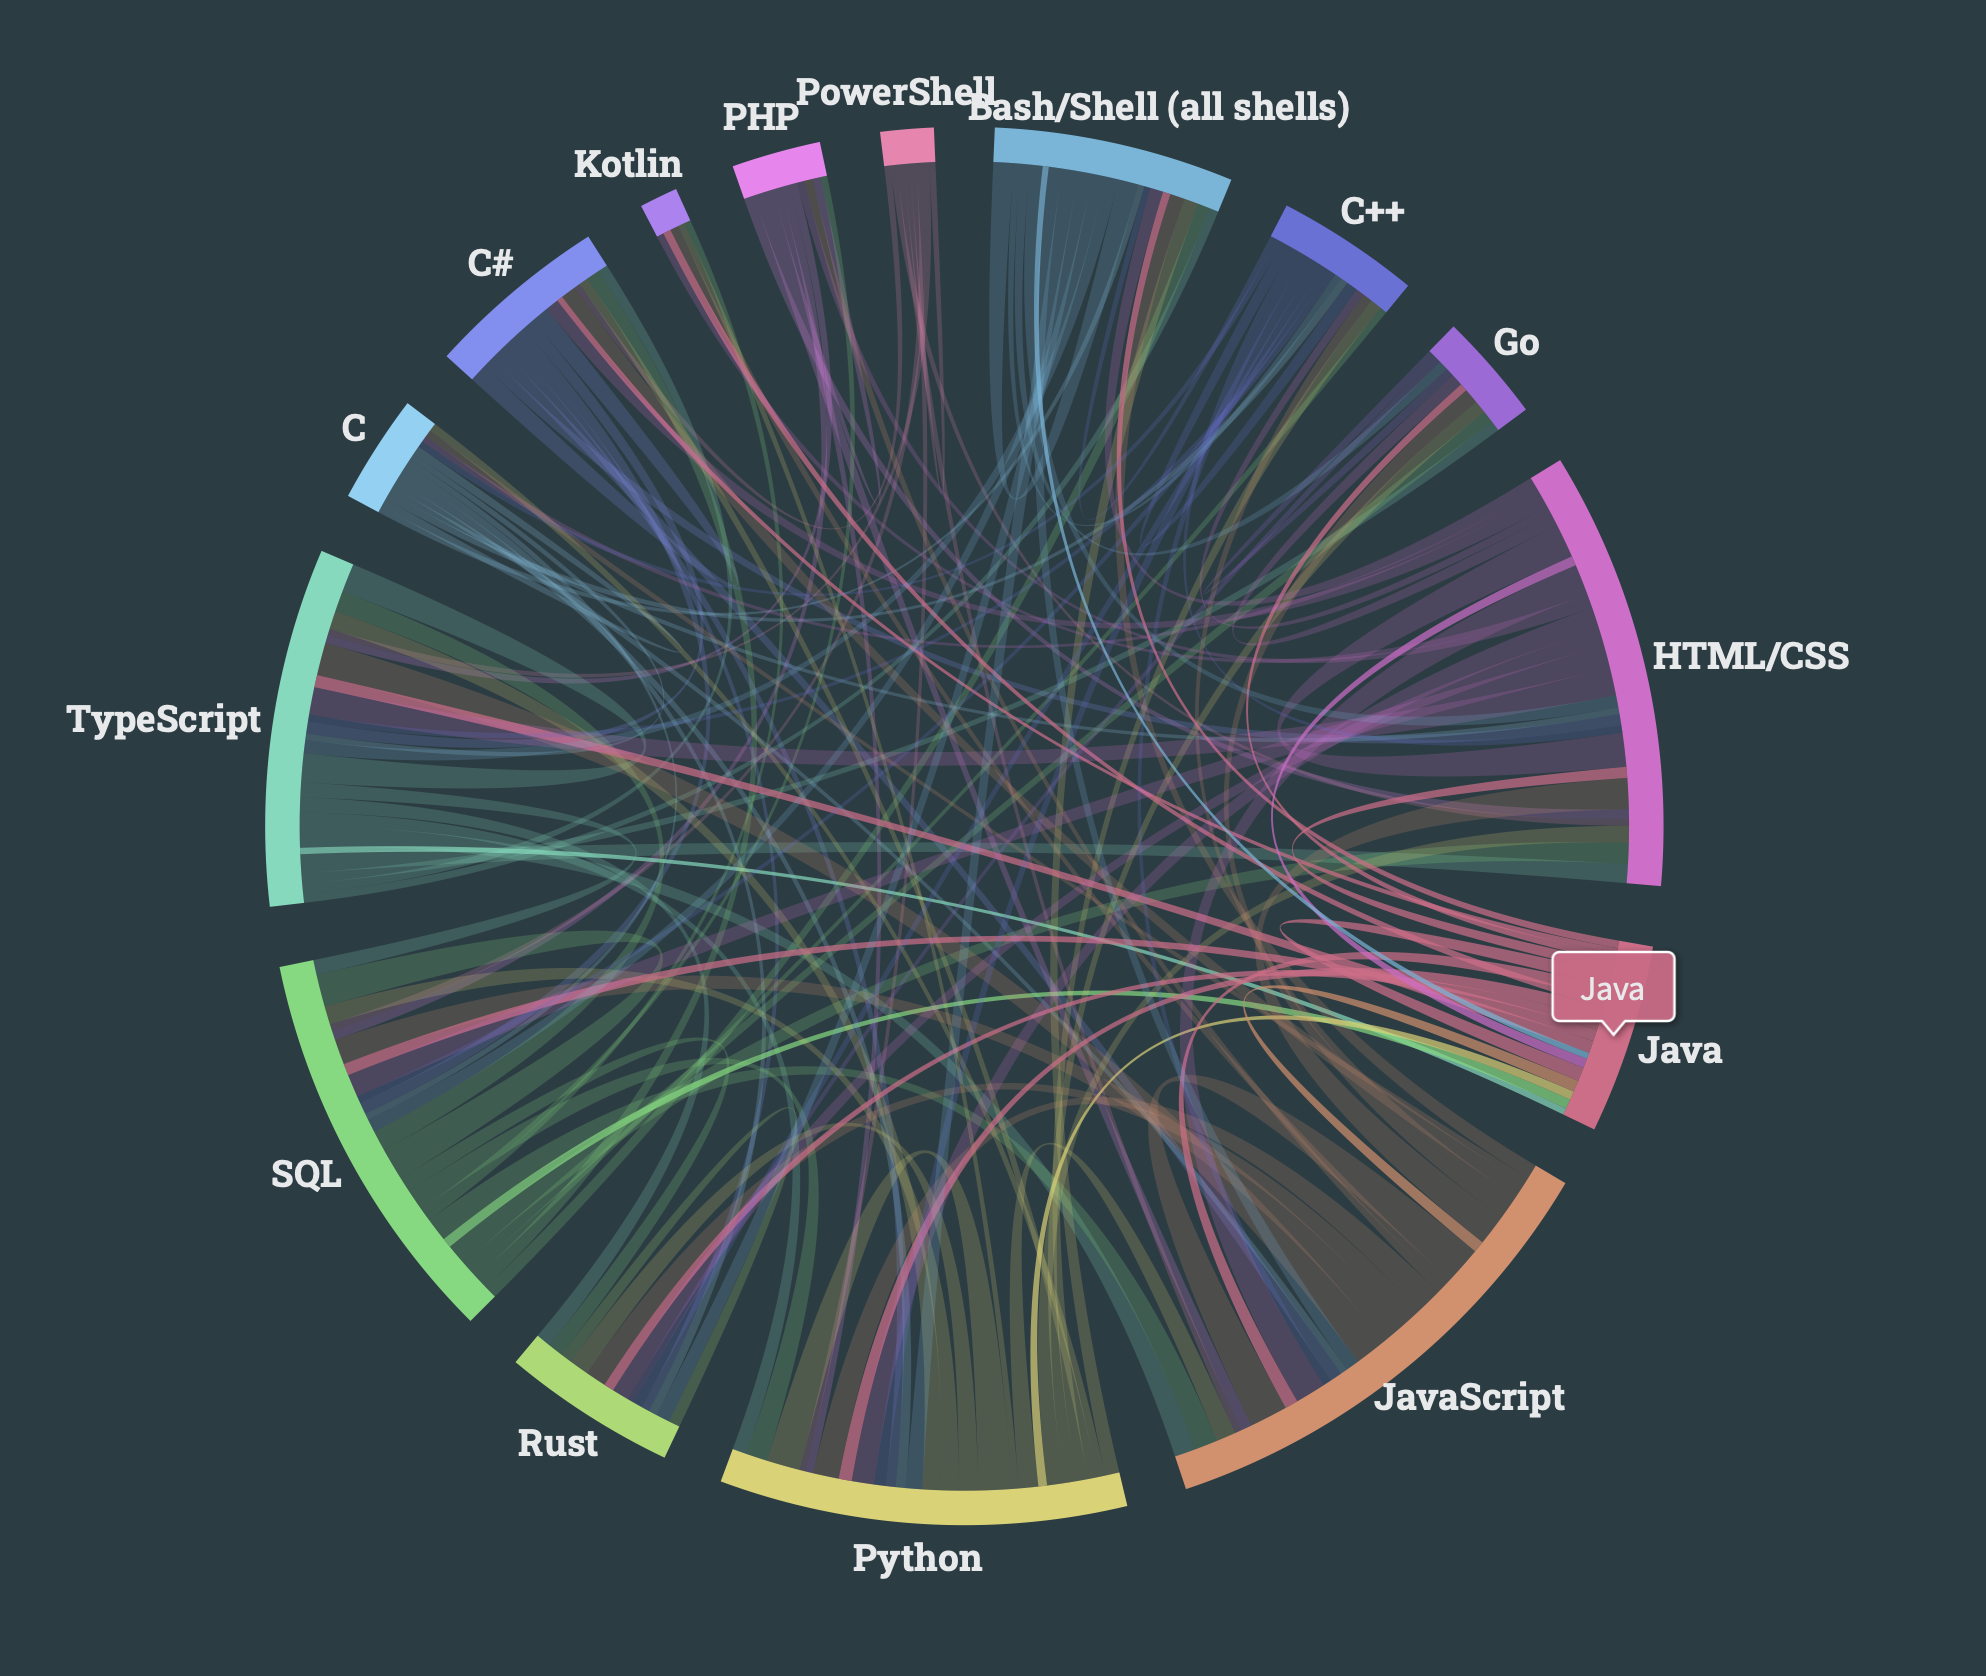 PowerShell
Bash/Shell (all shells)
PHP
Kotlin
C++
C#
Go
C
HTML/CSS
TypeScript
Java
Java
SQL
JavaScript
Rust
Python